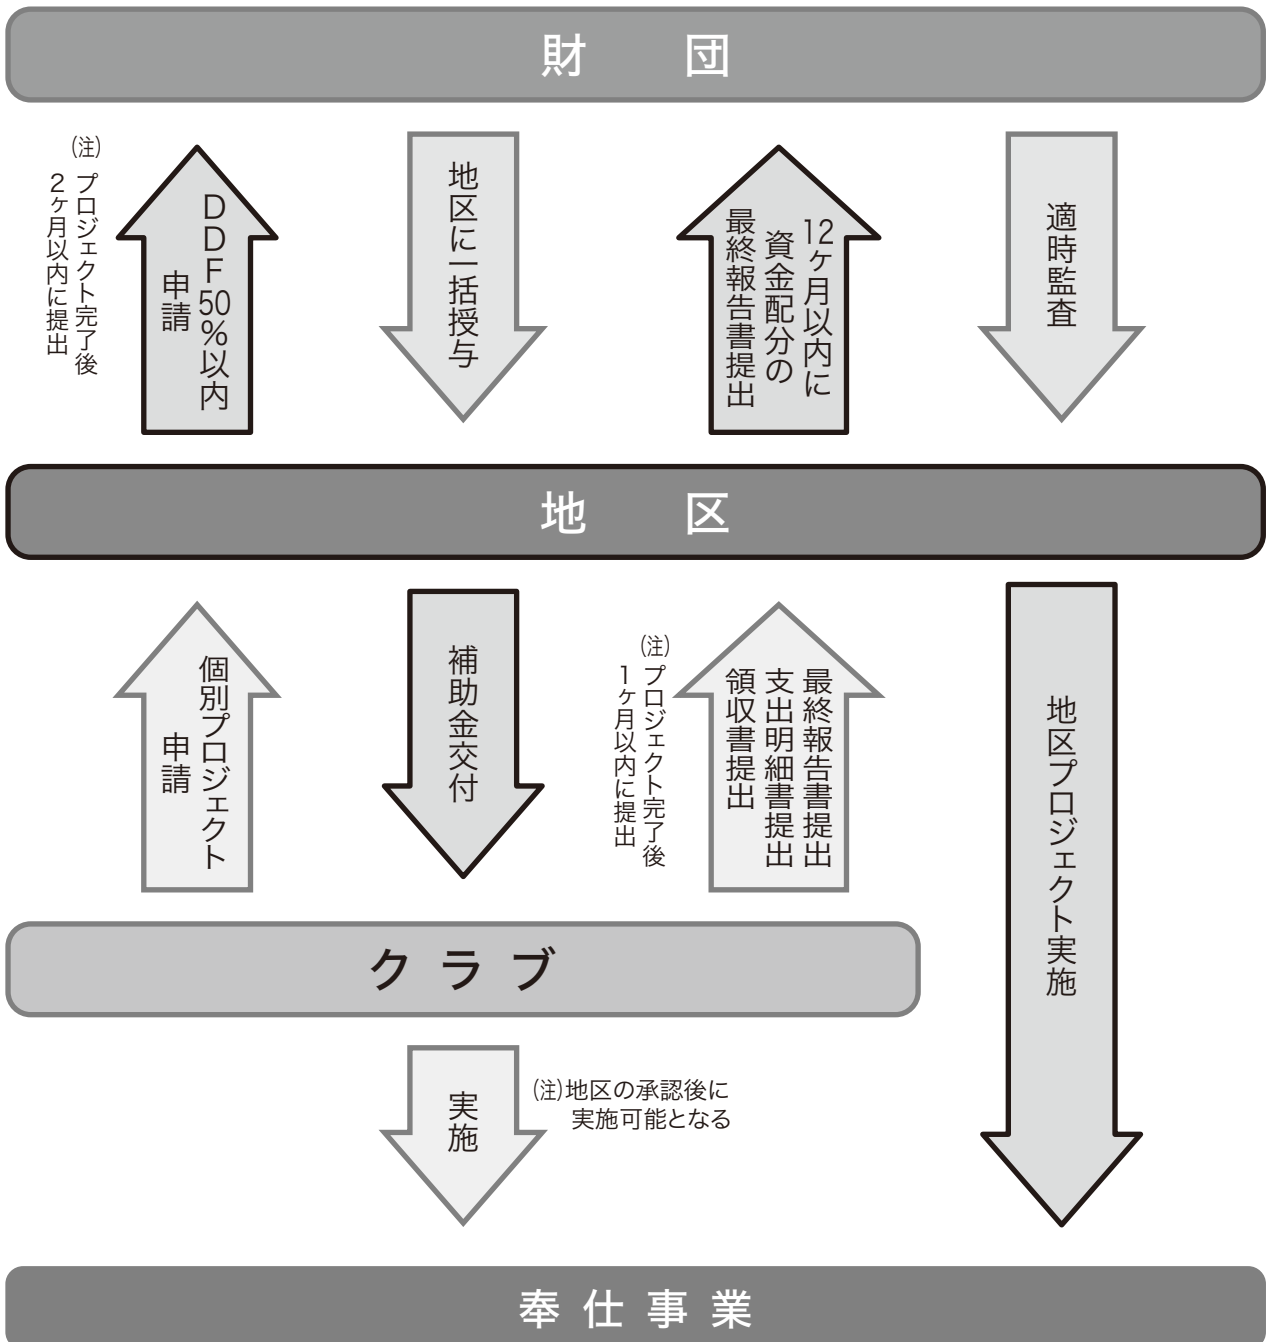 財団
(注)プロジェクト完了後
2ヶ月以内に提出
DDF50%以内
申請
地区に一括授与
12ヶ月以内に
資金配分の
最終報告書提出
適時監査
地区
個別プロジェクト
申請
補助金交付
(注)プロジェクト完了後
1ヶ月以内に提出
最終報告書提出
支出明細書提出
領収書提出
地区プロジェクト実施
クラブ
実施
(注)地区の承認後に
実施可能となる
奉仕事業